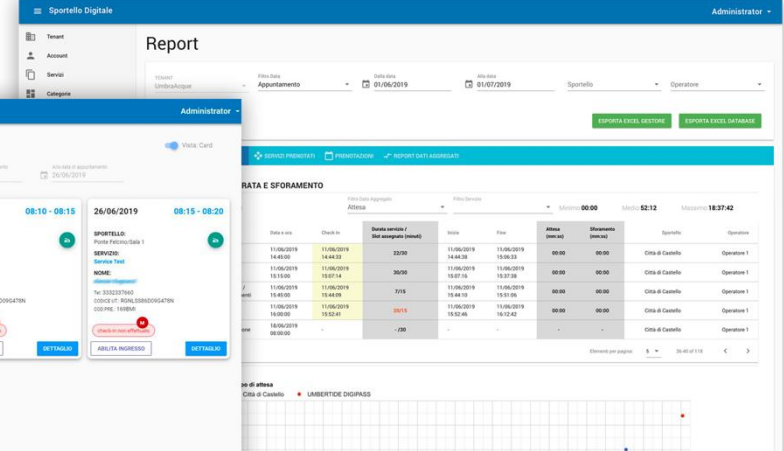 Sportello Digitale
Administrator
Tenant
Account
Servizi
Categorie
Report
TENANT
UmbraAcque
Filtro Data
Appuntamento
Dalla data
01/06/2019
Alla data
01/07/2019
Sportello
Operatore
ESPORTA EXCEL GESTORE
ESPORTA EXCEL DATABASE
SERVIZI PRENOTATI
PRENOTAZIONI
REPORT DATI AGGREGATI
RATA E SFORAMENTO
Filtro Data Aggregato
Attesa
Filtro Servizio
Minimo 00:00
Medio 52:12
Massimo 18:37:42
Data e ora
Check In
Durata servizio /
Slot assegnato (minuti)
Inizio
Fine
Attesa
(mm:ss)
Sforamento
(mm:ss)
Sportello
Operatore
11/06/2019
14:45:00
11/06/2019
14:44:33
22/30
11/06/2019
14:44:38
11/06/2019
15:06:33
00:00
00:00
Città di Castello
Operatore 1
11/06/2019
15:15:00
11/06/2019
15:07:14
30/30
11/06/2019
15:07:16
11/06/2019
15:37:38
00:00
00:00
Città di Castello
Operatore 1
11/06/2019
15:45:00
11/06/2019
15:44:09
7/15
11/06/2019
15:44:10
11/06/2019
15:51:06
00:00
00:00
Città di Castello
Operatore 1
11/06/2019
16:00:00
11/06/2019
15:52:41
20/15
11/06/2019
15:52:46
11/06/2019
16:12:42
00:00
00:00
Città di Castello
Operatore 1
18/06/2019
08:00:00
-
- /20
-
-
-
-
Città di Castello
Operatore 1
Elementi per pagina:
5
36-40 of 118
po di attesa
Città di Castello
UMBERTIDE DIGIPASS
Administrator
Vista: Card
26/06/2019
08:10 - 08:15
DETTAGLIO
26/06/2019
08:15 - 08:20
SPORTELLO:
Ponte Felcino/Sala 1
SERVIZIO:
Service Test
NOME:
Tel: 3332337660
CODICE UT.: RGNLSS86D09G478N
COD PRE.: 169BMI
M
check in non effettuato
ABILITA INGRESSO
DETTAGLIO